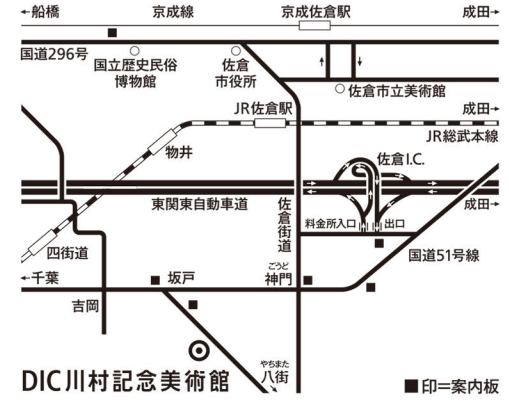 ←船橋
京成線
京成佐倉駅
成田→
国道296号
国立歴史民俗
博物館
佐倉
市役所
佐倉市立美術館
JR佐倉駅
成田→
JR総武本線
物井
佐倉I.C.
東関東自動車道
佐倉街道
料金所入口
出口
成田→
四街道
国道51号線
←千葉
坂戸
ごうど
神門
吉岡
やちまた
八街
DIC川村記念美術館
■印=案内板